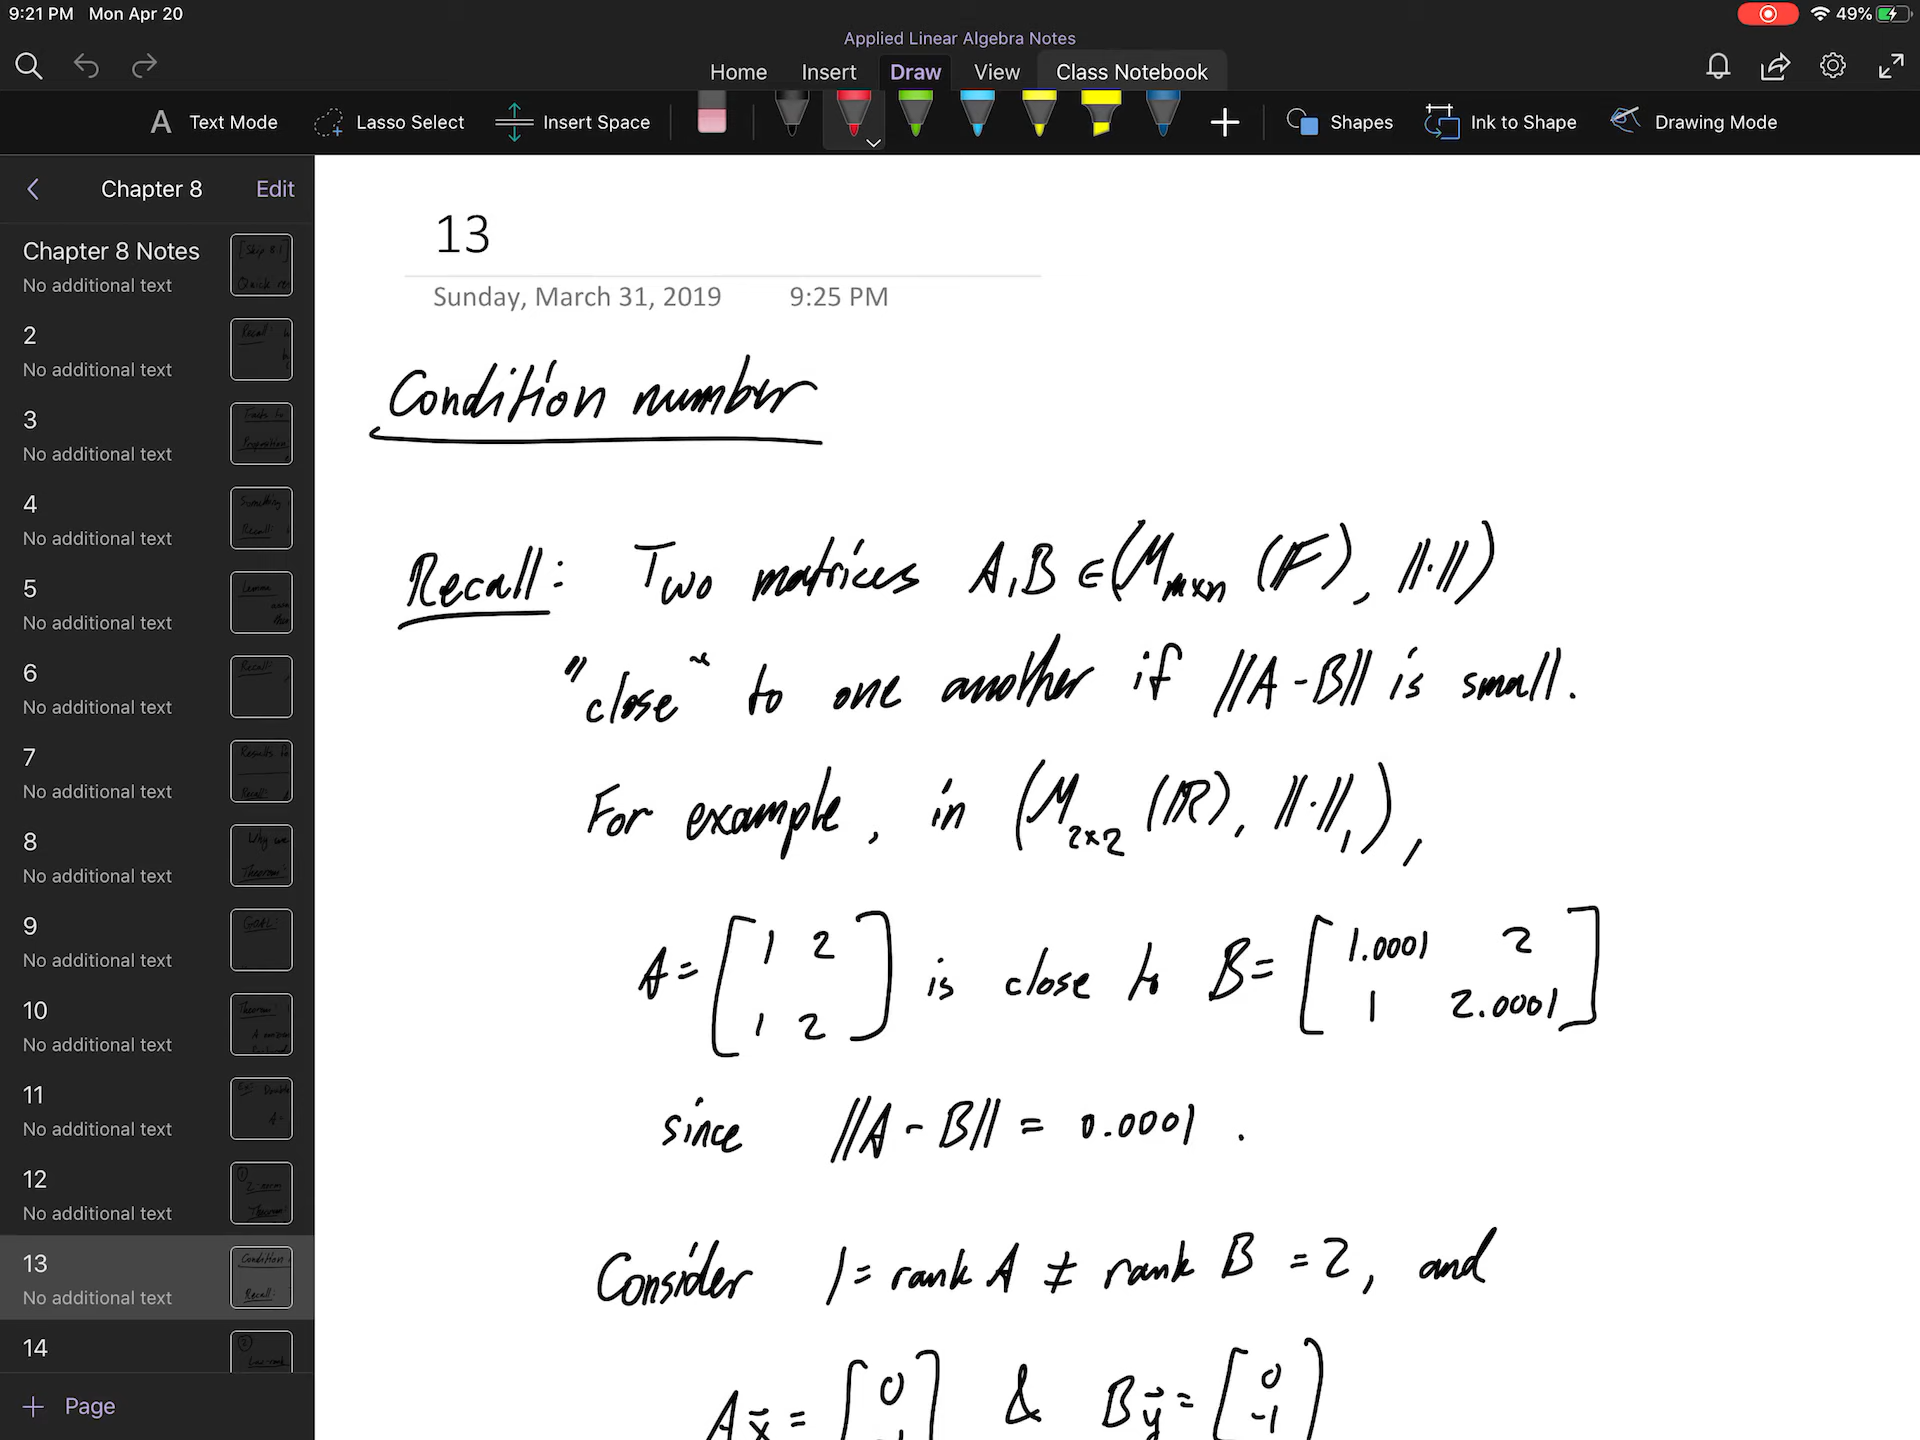 9:21 PM Mon Apr 20
49%
Applied Linear Algebra Notes
Home Insert Draw View Class Notebook
A Text Mode Lasso Select Insert Space Shapes Ink to Shape Drawing Mode
Chapter 8 Edit
Chapter 8 Notes
No additional text
2
No additional text
3
No additional text
4
No additional text
5
No additional text
6
No additional text
7
No additional text
8
No additional text
9
No additional text
10
No additional text
11
No additional text
12
No additional text
13
No additional text
14
+ Page
13
Sunday, March 31, 2019 9:25 PM
Condition number
Recall: Two matrices A,B ∈ (M_{m×n} (𝔽), ||·||)
"close" to one another if ||A - B|| is small.
For example, in (M_{2×2} (ℝ), ||·||₁),
A = [1 2; 1 2] is close to B = [1.0001 2; 1 2.0001]
since ||A - B|| = 0.0001.
Consider 1 = rank A ≠ rank B = 2, and
A x⃗ = [0 & B y⃗ = [0; -1]